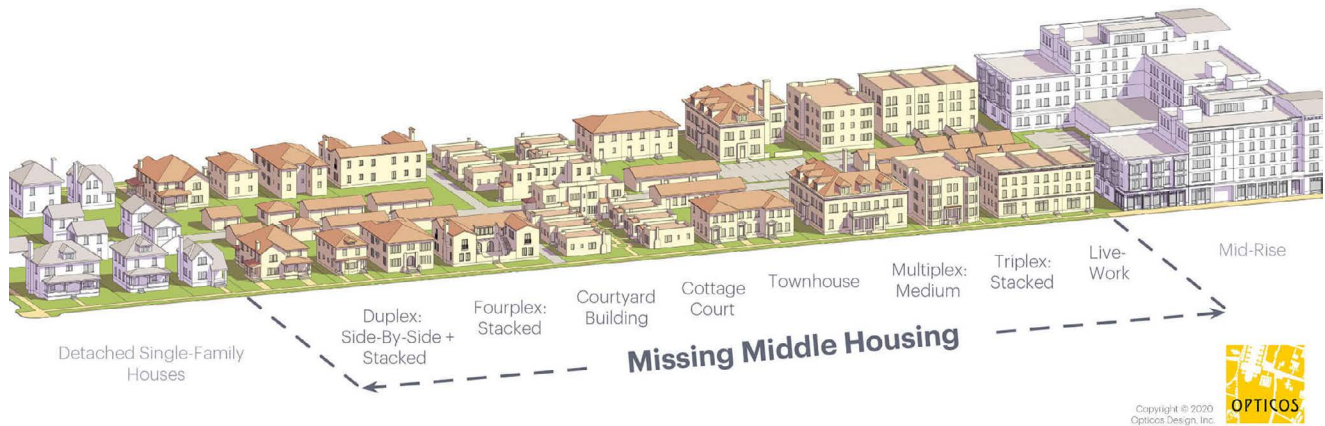 Detached Single-Family
Houses
Duplex:
Side-By-Side +
Stacked
Fourplex:
Stacked
Courtyard
Building
Cottage
Court
Townhouse
Multiplex:
Medium
Triplex:
Stacked
Live-
Work
Mid-Rise
Missing Middle Housing
Copyright © 2020
Opticos Design, Inc.
OPTICOS